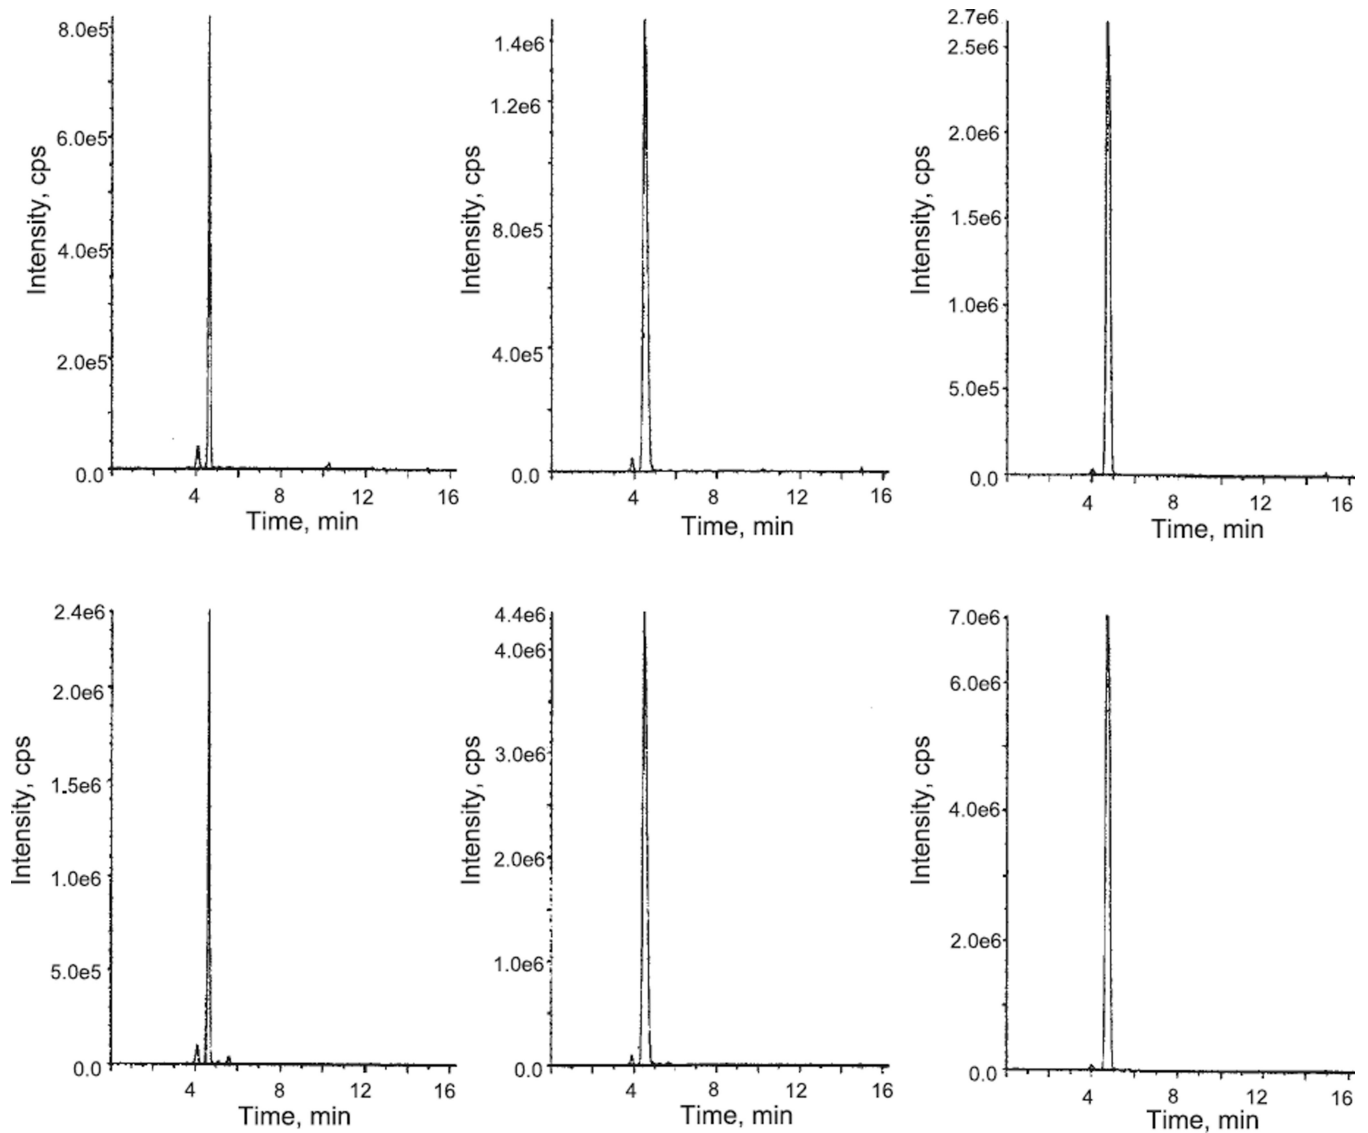 8.0e5
6.0e5
4.0e5
2.0e5
0.0
Intensity, cps
4 8 12 16
Time, min
1.4e6
1.2e6
8.0e5
4.0e5
0.0
Intensity, cps
4 8 12 16
Time, min
2.7e6
2.5e6
2.0e6
1.5e6
1.0e6
5.0e5
0.0
Intensity, cps
4 8 12 16
Time, min
2.4e6
2.0e6
1.5e6
1.0e6
5.0e5
0.0
Intensity, cps
4 8 12 16
Time, min
4.4e6
4.0e6
3.0e6
2.0e6
1.0e6
0.0
Intensity, cps
4 8 12 16
Time, min
7.0e6
6.0e6
4.0e6
2.0e6
0.0
Intensity, cps
4 8 12 16
Time, min